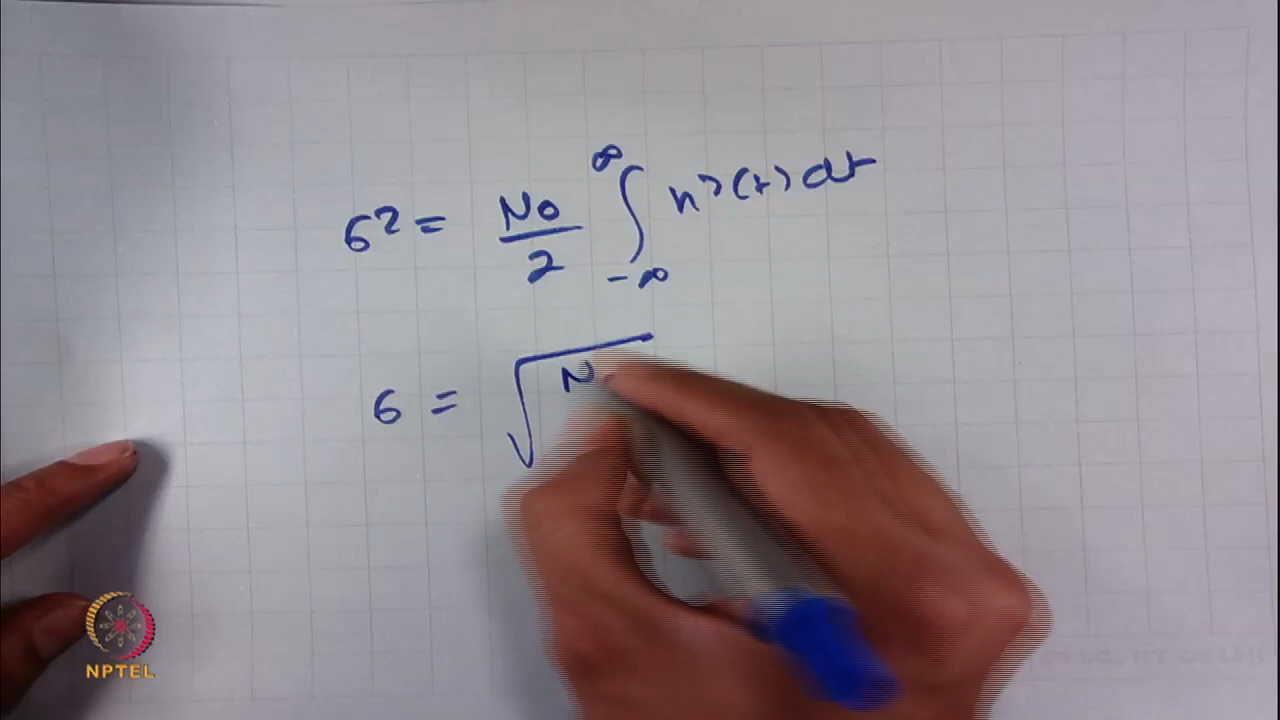 σ² = N₀/2 ∫_{-∞}^{∞} h²(t) dt
σ = √N
NPTEL